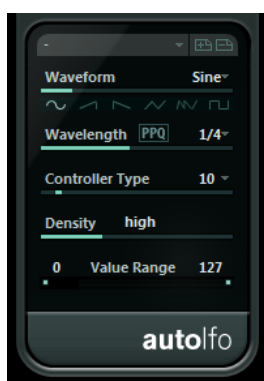 -
Waveform Sine
Wavelength PPQ 1/4
Controller Type 10
Density high
0 Value Range 127
autolfo